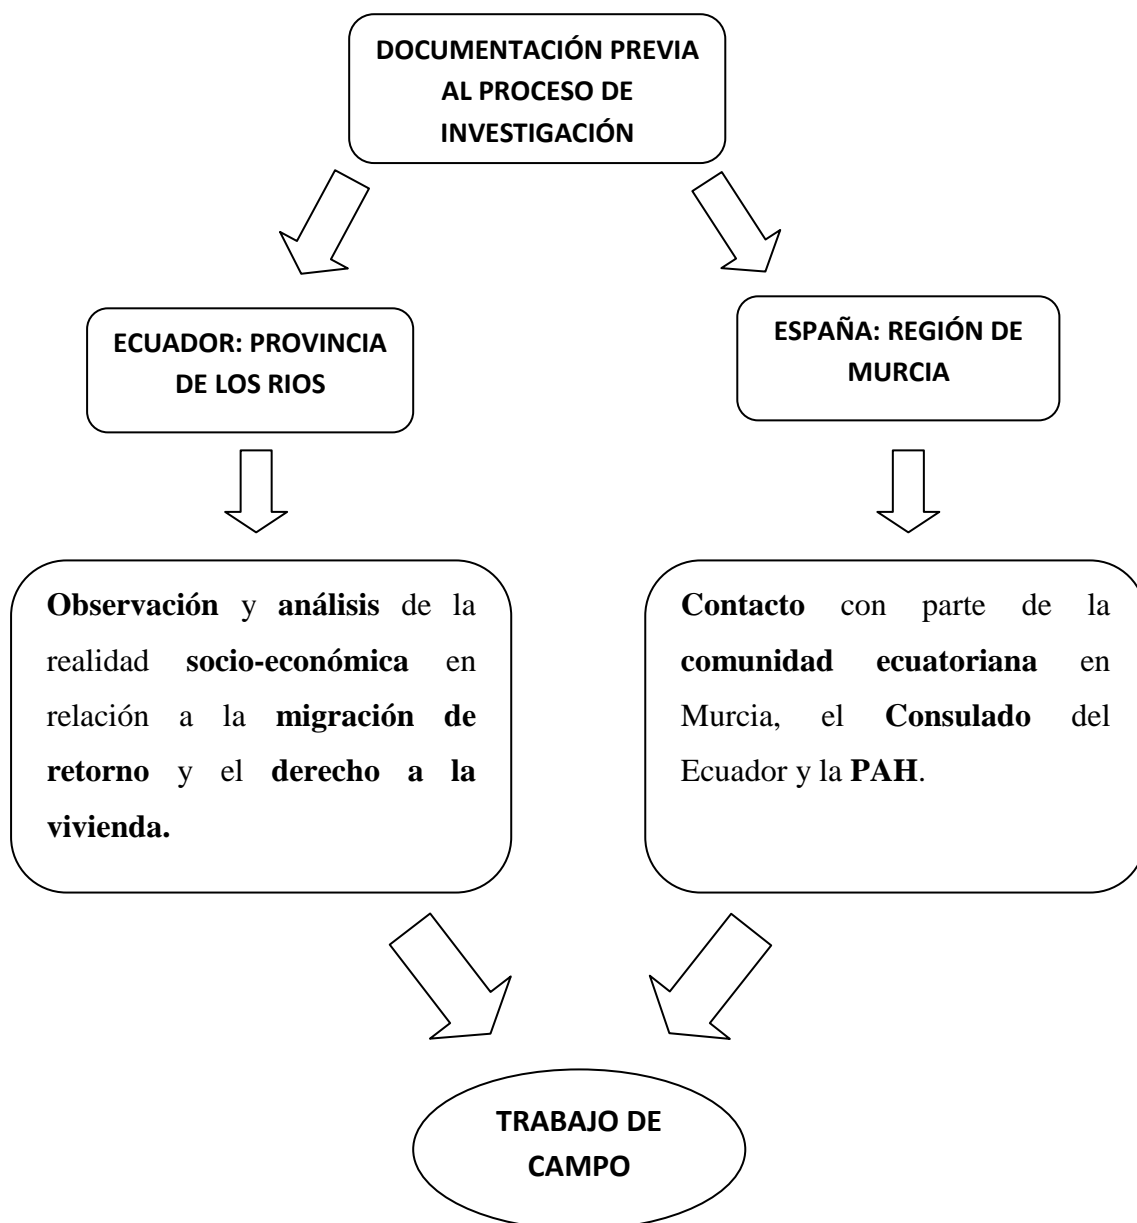 DOCUMENTACIÓN PREVIA
AL PROCESO DE
INVESTIGACIÓN
ECUADOR: PROVINCIA
DE LOS RIOS
ESPAÑA: REGIÓN DE
MURCIA
Observación y análisis de la
realidad socio-económica en
relación a la migración de
retorno y el derecho a la
vivienda.
Contacto con parte de la
comunidad ecuatoriana en
Murcia, el Consulado del
Ecuador y la PAH.
TRABAJO DE
CAMPO